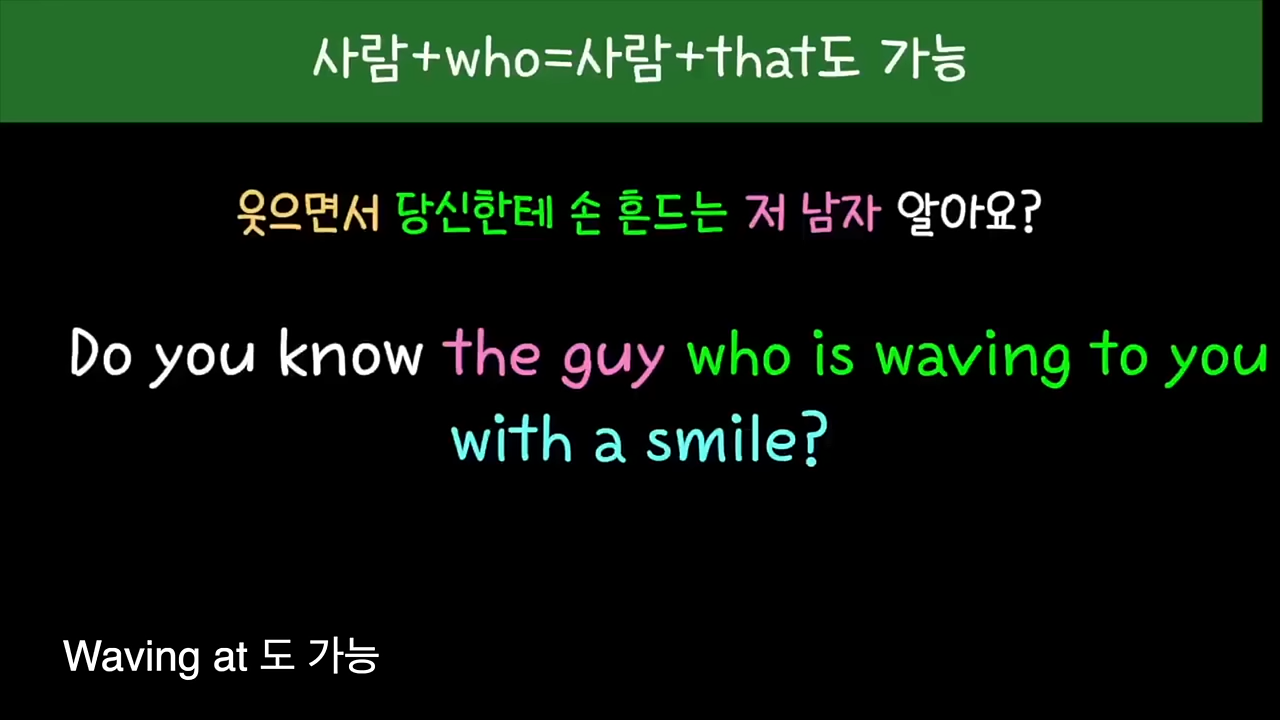 사람+who=사람+that도 가능
웃으면서 당신한테 손 흔드는 저 남자 알아요?
Do you know the guy who is waving to you
with a smile?
Waving at 도 가능